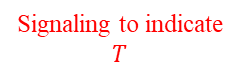 Signaling to indicate
T